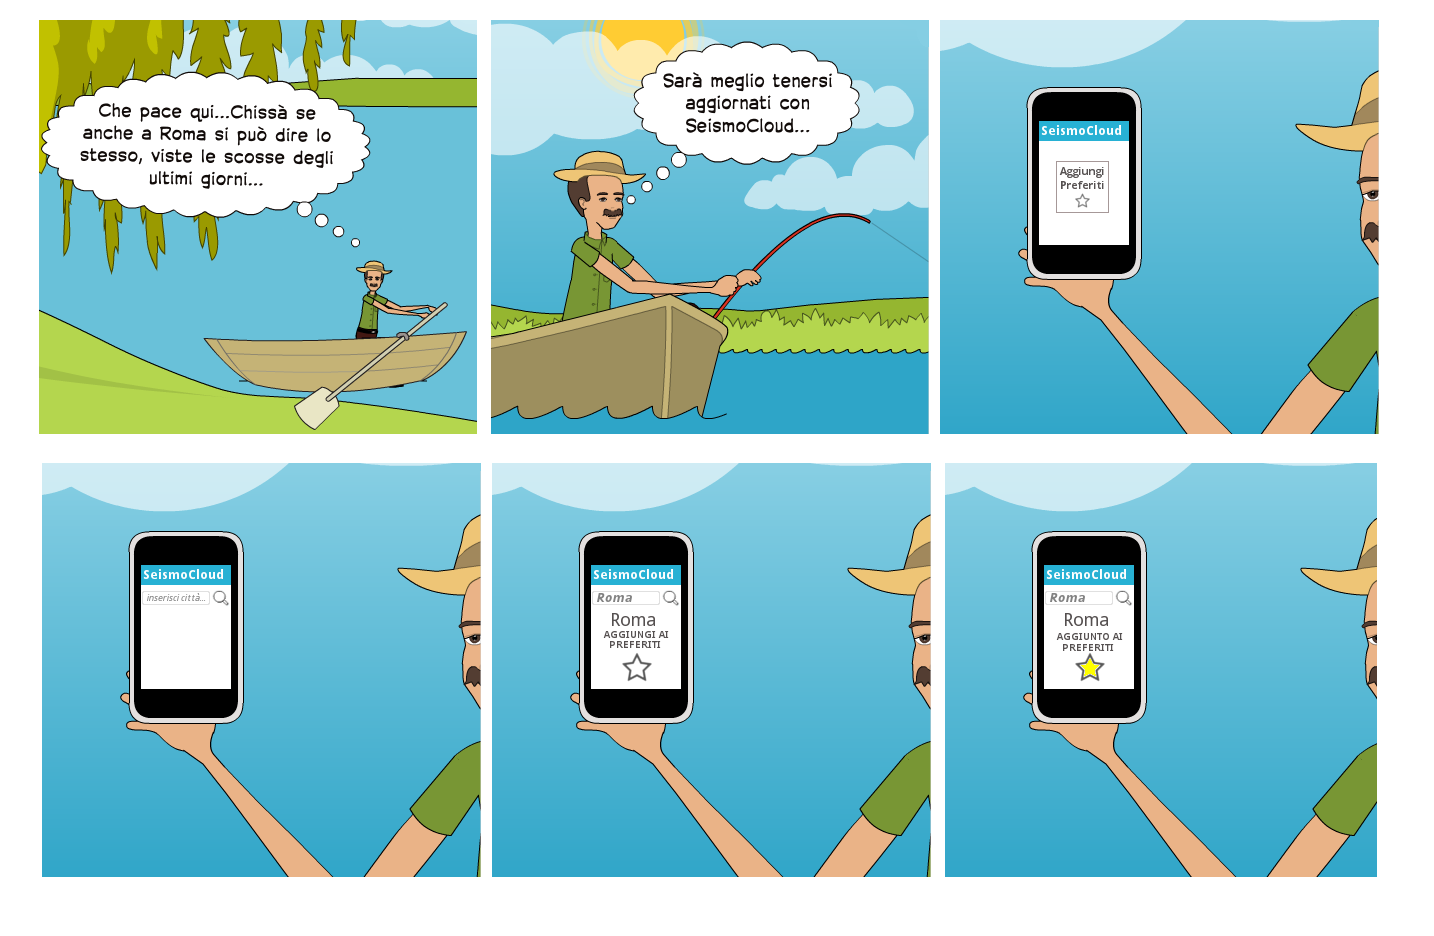 Che pace qui...Chissà se
anche a Roma si può dire lo
stesso, viste le scosse degli
ultimi giorni...
Sarà meglio tenersi
aggiornati con
SeismoCloud...
SeismoCloud
Aggiungi
Preferiti
SeismoCloud
inserisci città...
SeismoCloud
Roma
Roma
AGGIUNGI AI
PREFERITI
SeismoCloud
Roma
Roma
AGGIUNTO AI
PREFERITI